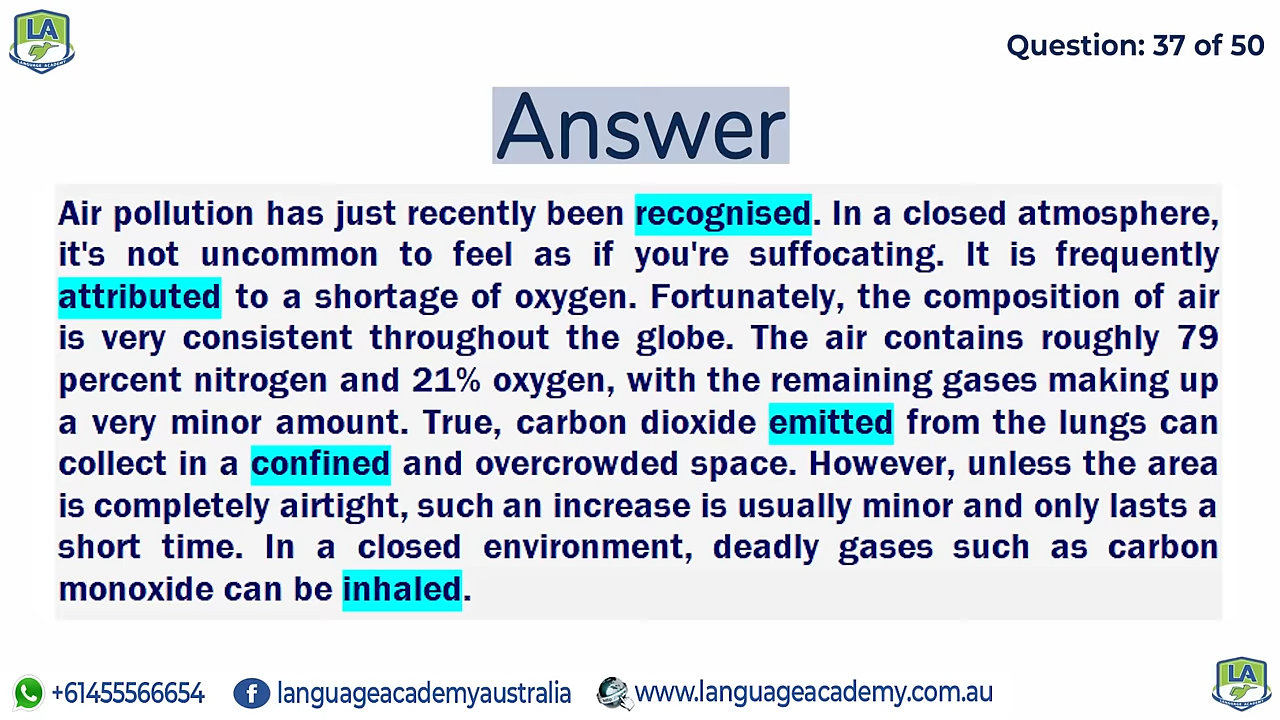 LA
LANGUAGE ACADEMY
Question: 37 of 50
Answer
Air pollution has just recently been recognised. In a closed atmosphere,
it's not uncommon to feel as if you're suffocating. It is frequently
attributed to a shortage of oxygen. Fortunately, the composition of air
is very consistent throughout the globe. The air contains roughly 79
percent nitrogen and 21% oxygen, with the remaining gases making up
a very minor amount. True, carbon dioxide emitted from the lungs can
collect in a confined and overcrowded space. However, unless the area
is completely airtight, such an increase is usually minor and only lasts a
short time. In a closed environment, deadly gases such as carbon
monoxide can be inhaled.
+61455566654
languageacademyaustralia
www.languageacademy.com.au
LA
LANGUAGE ACADEMY